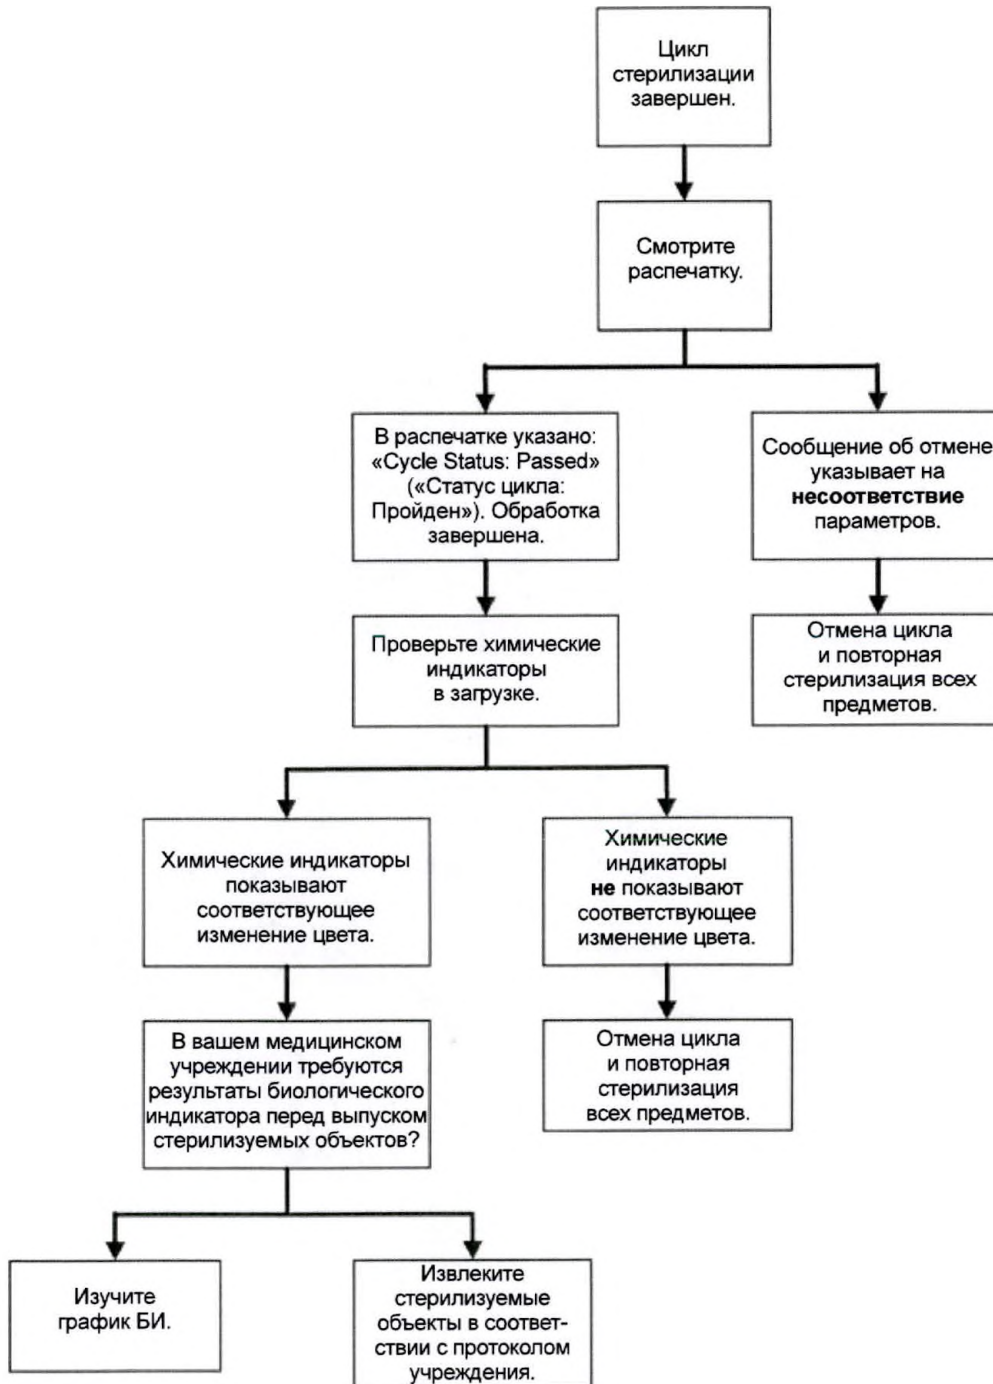 Цикл
стерилизации
завершен.
Смотрите
распечатку.
В распечатке указано:
«Cycle Status: Passed»
(«Статус цикла:
Пройден»). Обработка
завершена.
Сообщение об отмене
указывает на
несоответствие
параметров.
Проверьте химические
индикаторы
в загрузке.
Отмена цикла
и повторная
стерилизация всех
предметов.
Химические индикаторы
показывают
соответствующее
изменение цвета.
Химические
индикаторы
не показывают
соответствующее
изменение цвета.
В вашем медицинском
учреждении требуются
результаты биологического
индикатора перед выпуском
стерилизуемых объектов?
Отмена цикла
и повторная
стерилизация
всех предметов.
Изучите
график БИ.
Извлеките
стерилизуемые
объекты в соответ-
ствии с протоколом
учреждения.